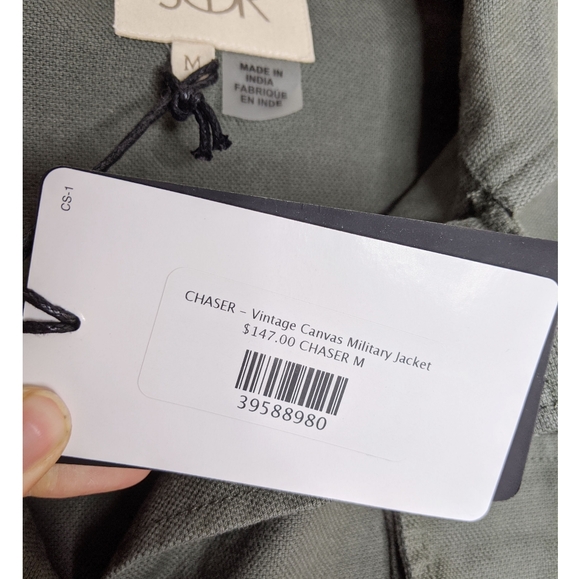 M
MADE IN
INDIA
FABRIQUE
EN INDE
CS-1
CHASER – Vintage Canvas Military Jacket
$147.00 CHASER M
39588980